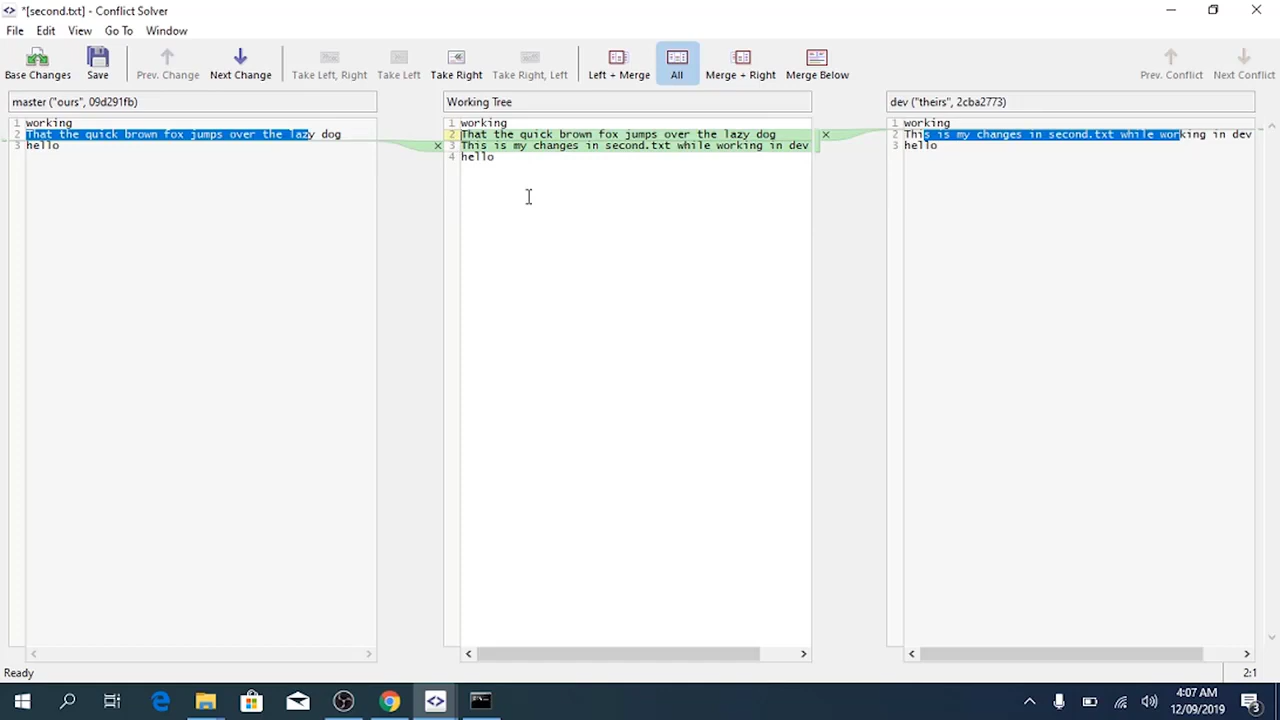 *[second.txt] - Conflict Solver
File Edit View Go To Window
Base Changes Save Prev. Change Next Change Take Left, Right Take Left Take Right Take Right, Left Left + Merge All Merge + Right Merge Below Prev. Conflict Next Conflict
master ("ours", 09d291fb)
1 working
2 That the quick brown fox jumps over the lazy dog
3 hello
Working Tree
1 working
2 That the quick brown fox jumps over the lazy dog
3 This is my changes in second.txt while working in dev
4 hello
dev ("theirs", 2cba2773)
1 working
2 This is my changes in second.txt while working in dev
3 hello
Ready
2:1
4:07 AM
12/09/2019
3